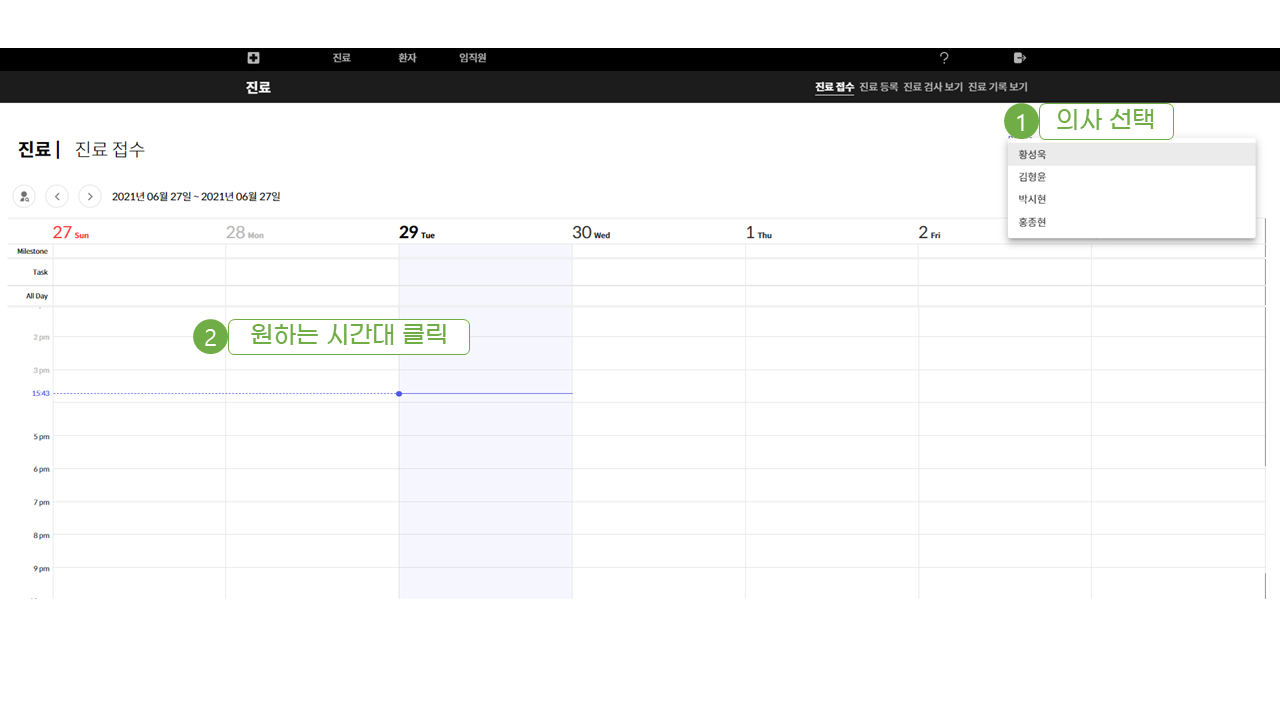 진료 환자 임직원 ?
진료 진료 접수 진료 등록 진료 검사 보기 진료 기록 보기
1 의사 선택
진료 | 진료 접수
황성욱
김형윤
박시현
홍종현
2021년 06월 27일 ~ 2021년 06월 27일
27 Sun 28 Mon 29 Tue 30 Wed 1 Thu 2 Fri
Milestone
Task
All Day
2 원하는 시간대 클릭
2 pm
3 pm
15:43
5 pm
6 pm
7 pm
8 pm
9 pm